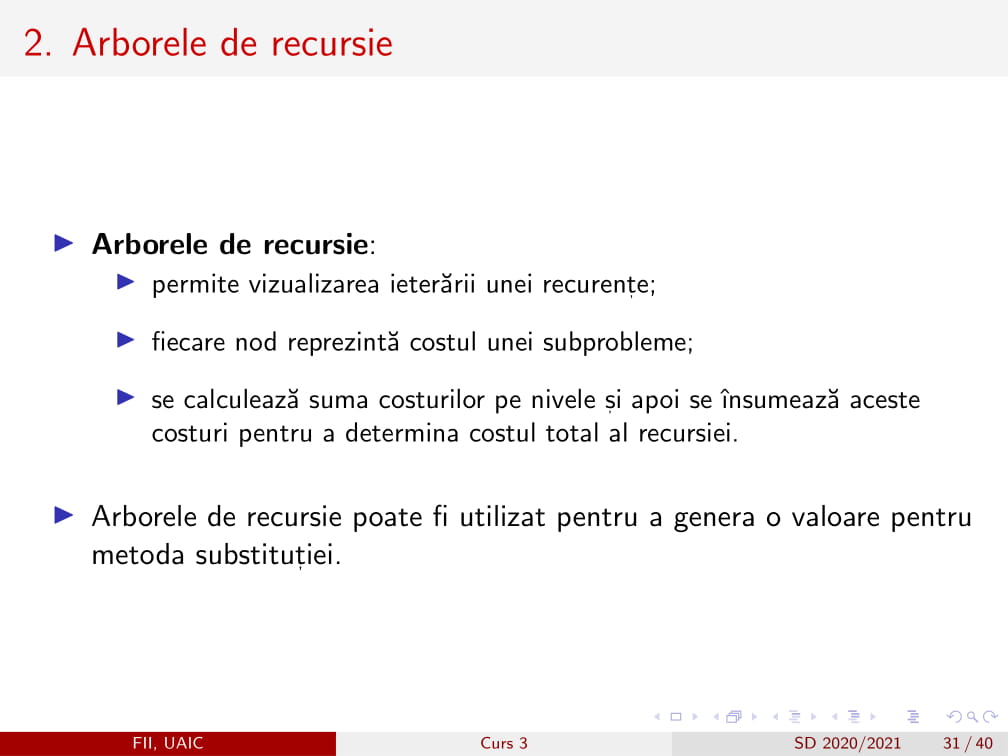 2. Arborele de recursie
Arborele de recursie:
permite vizualizarea ieterării unei recurențe;
fiecare nod reprezintă costul unei subprobleme;
se calculează suma costurilor pe nivele și apoi se însumează aceste
costuri pentru a determina costul total al recursiei.
Arborele de recursie poate fi utilizat pentru a genera o valoare pentru
metoda substituției.
FII, UAIC
Curs 3
SD 2020/2021
31 / 40